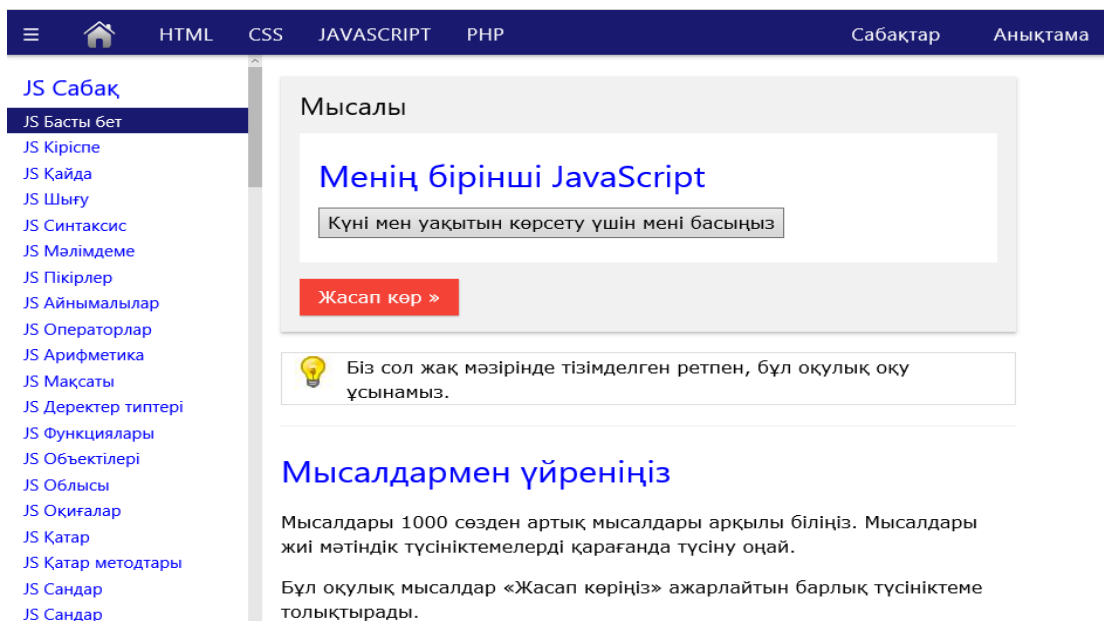 ≡ HTML CSS JAVASCRIPT PHP Сабақтар Анықтама
JS Сабақ
JS Басты бет
JS Кіріспе
JS Қайда
JS Шығу
JS Синтаксис
JS Мәлімдеме
JS Пікірлер
JS Айнымалылар
JS Операторлар
JS Арифметика
JS Мақсаты
JS Деректер типтері
JS Функциялары
JS Объектілері
JS Облысы
JS Оқиғалар
JS Қатар
JS Қатар методтары
JS Сандар
JS Сандар
Мысалы
Менің бірінші JavaScript
Күні мен уақытын көрсету үшін мені басыңыз
Жасап көр »
Біз сол жақ мәзірінде тізімделген ретпен, бұл оқулық оқу
ұсынамыз.
Мысалдармен үйреніңіз
Мысалдары 1000 сөзден артық мысалдары арқылы біліңіз. Мысалдары
жиі мәтіндік түсініктемелерді қарағанда түсіну оңай.
Бұл оқулық мысалдар «Жасап көріңіз» ажарлайтын барлық түсініктеме
толықтырады.